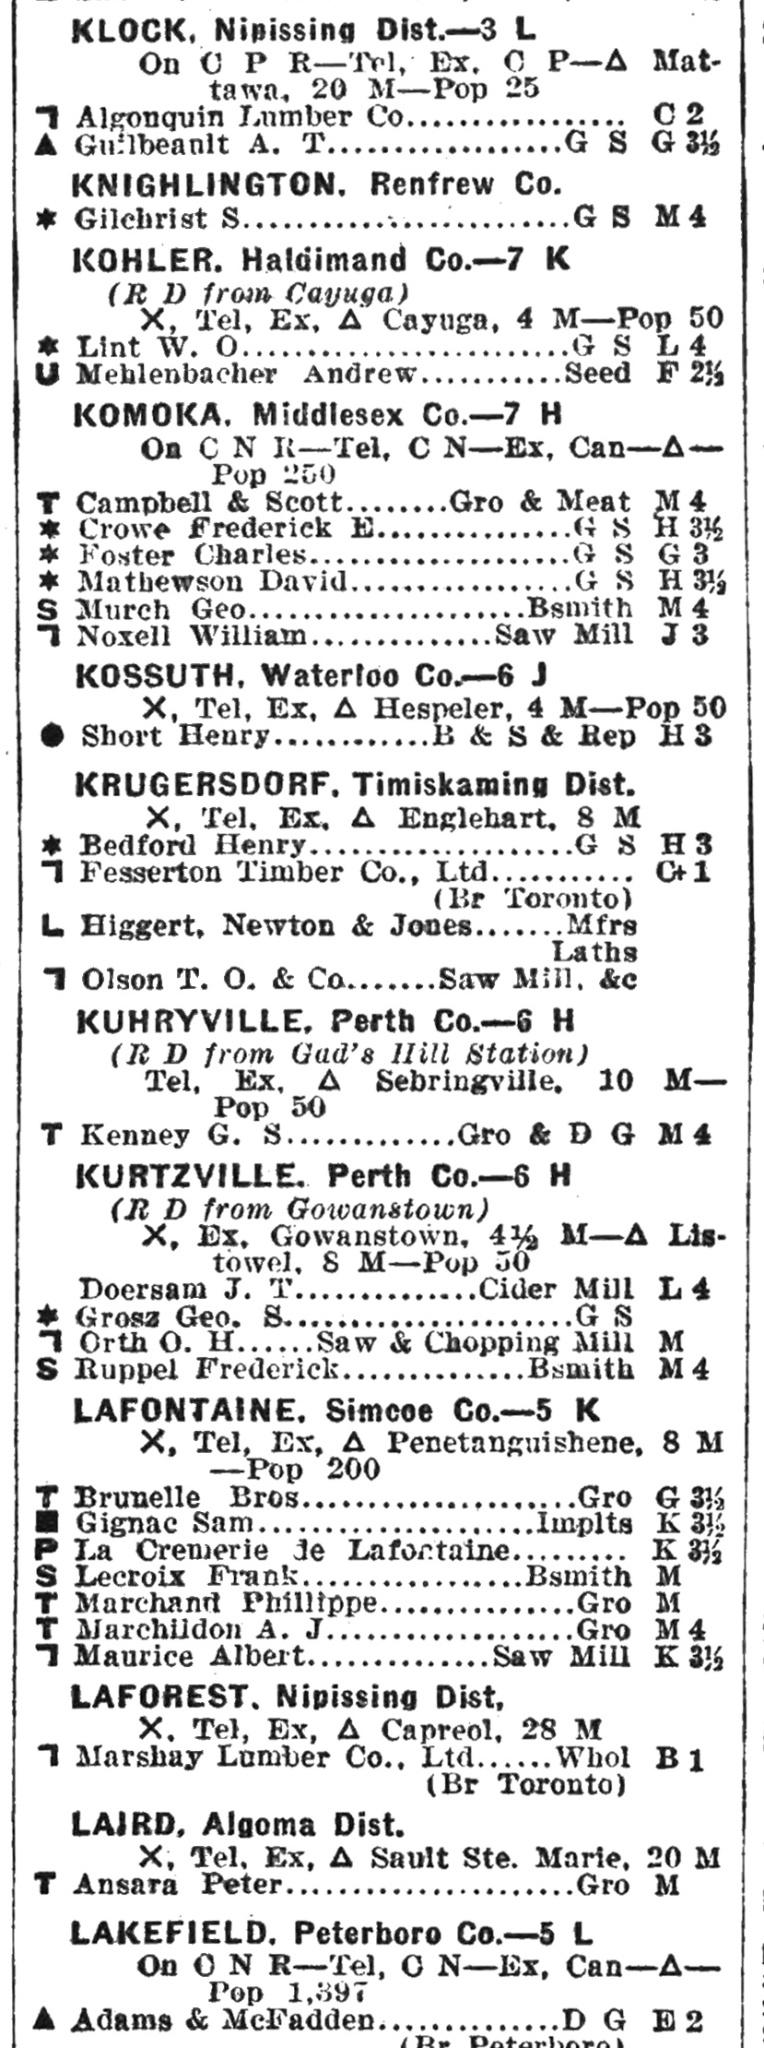 KLOCK, Nipissing Dist.—3 L
On C P R—Tel, Ex, C P—Δ Mat-
tawa, 20 M—Pop 25
ㄱ Algonquin Lumber Co................. C 2
▲ Guilbeault A. T..................G S G 3½
KNIGHLINGTON, Renfrew Co.
✶ Gilchrist S.........................G S M 4
KOHLER, Haldimand Co.—7 K
(R D from Cayuga)
X, Tel, Ex, Δ Cayuga, 4 M—Pop 50
✶ Lint W. O.........................G S L 4
U Mehlenbacher Andrew...........Seed F 2½
KOMOKA, Middlesex Co.—7 H
On C N R—Tel, C N—Ex, Can—Δ—
Pop 250
T Campbell & Scott........Gro & Meat M 4
✶ Crowe Frederick E...............G S H 3½
✶ Foster Charles....................G S G 3
✶ Mathewson David.................G S H 3½
S Murch Geo......................Bsmith M 4
ㄱ Noxell William..............Saw Mill J 3
KOSSUTH, Waterloo Co.—6 J
X, Tel, Ex, Δ Hespeler, 4 M—Pop 50
● Short Henry............B & S & Rep H 3
KRUGERSDORF, Timiskaming Dist.
X, Tel, Ex, Δ Englehart, 8 M
✶ Bedford Henry....................G S H 3
ㄱ Fesserton Timber Co., Ltd........... C+ 1
(Br Toronto)
L Higgert, Newton & Jones.......Mfrs
Laths
ㄱ Olson T. O. & Co.......Saw Mill, &c
KUHRYVILLE, Perth Co.—6 H
(R D from Gad's Hill Station)
Tel, Ex, Δ Sebringville, 10 M—
Pop 50
T Kenney G. S.............Gro & D G M 4
KURTZVILLE, Perth Co.—6 H
(R D from Gowanstown)
X, Ex, Gowanstown, 4½ M—Δ Lis-
towel, 8 M—Pop 50
Doersam J. T..............Cider Mill L 4
✶ Grosz Geo. S......................G S
ㄱ Orth O. H......Saw & Chopping Mill M
S Ruppel Frederick..............Bsmith M 4
LAFONTAINE, Simcoe Co.—5 K
X, Tel, Ex, Δ Penetanguishene, 8 M
—Pop 200
T Brunelle Bros.....................Gro G 3½
■ Gignac Sam.....................Implts K 3½
P La Cremerie de Lafontaine......... K 3½
S Lecroix Frank.................Bsmith M
T Marchand Phillippe...............Gro M
T Marchildon A. J...................Gro M 4
ㄱ Maurice Albert..............Saw Mill K 3½
LAFOREST, Nipissing Dist,
X, Tel, Ex, Δ Capreol, 28 M
ㄱ Marshay Lumber Co., Ltd......Whol B 1
(Br Toronto)
LAIRD, Algoma Dist.
X, Tel, Ex, Δ Sault Ste. Marie, 20 M
T Ansara Peter......................Gro M
LAKEFIELD, Peterboro Co.—5 L
On C N R—Tel, C N—Ex, Can—Δ—
Pop 1,397
▲ Adams & McFadden..............D G E 2
(Br Peterboro)